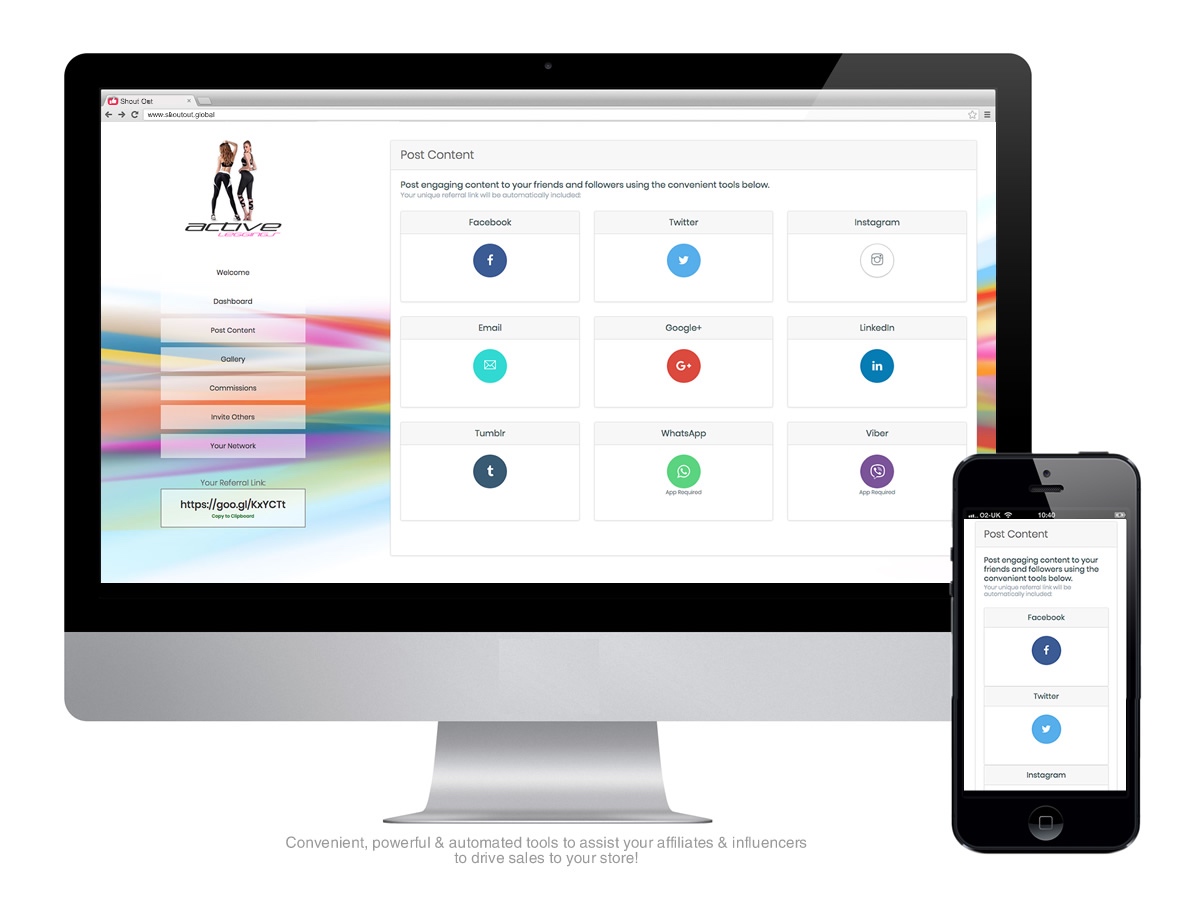 Shout Out
www.shoutout.global
active
LEGGINGS
Welcome
Dashboard
Post Content
Gallery
Commissions
Invite Others
Your Network
Your Referral Link:
https://goo.gl/KxYCTt
Copy to Clipboard
Post Content
Post engaging content to your friends and followers using the convenient tools below.
Your unique referral link will be automatically included!
Facebook
Twitter
Instagram
Email
Google+
LinkedIn
Tumblr
WhatsApp
App Required
Viber
App Required
O2-UK 10:40
Post Content
Post engaging content to your
friends and followers using the
convenient tools below.
Your unique referral link will be
automatically included!
Facebook
Twitter
Instagram
Convenient, powerful & automated tools to assist your affiliates & influencers
to drive sales to your store!